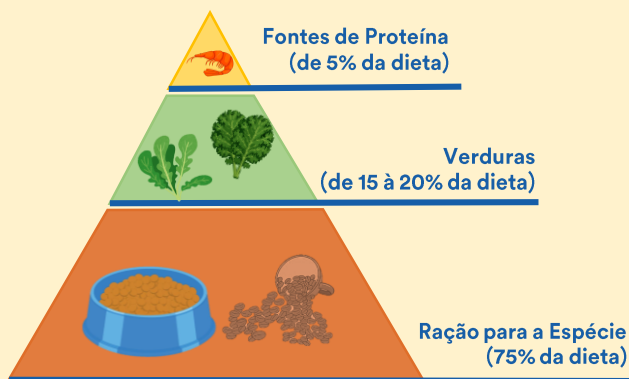 Fontes de Proteína
(de 5% da dieta)
Verduras
(de 15 à 20% da dieta)
Ração para a Espécie
(75% da dieta)